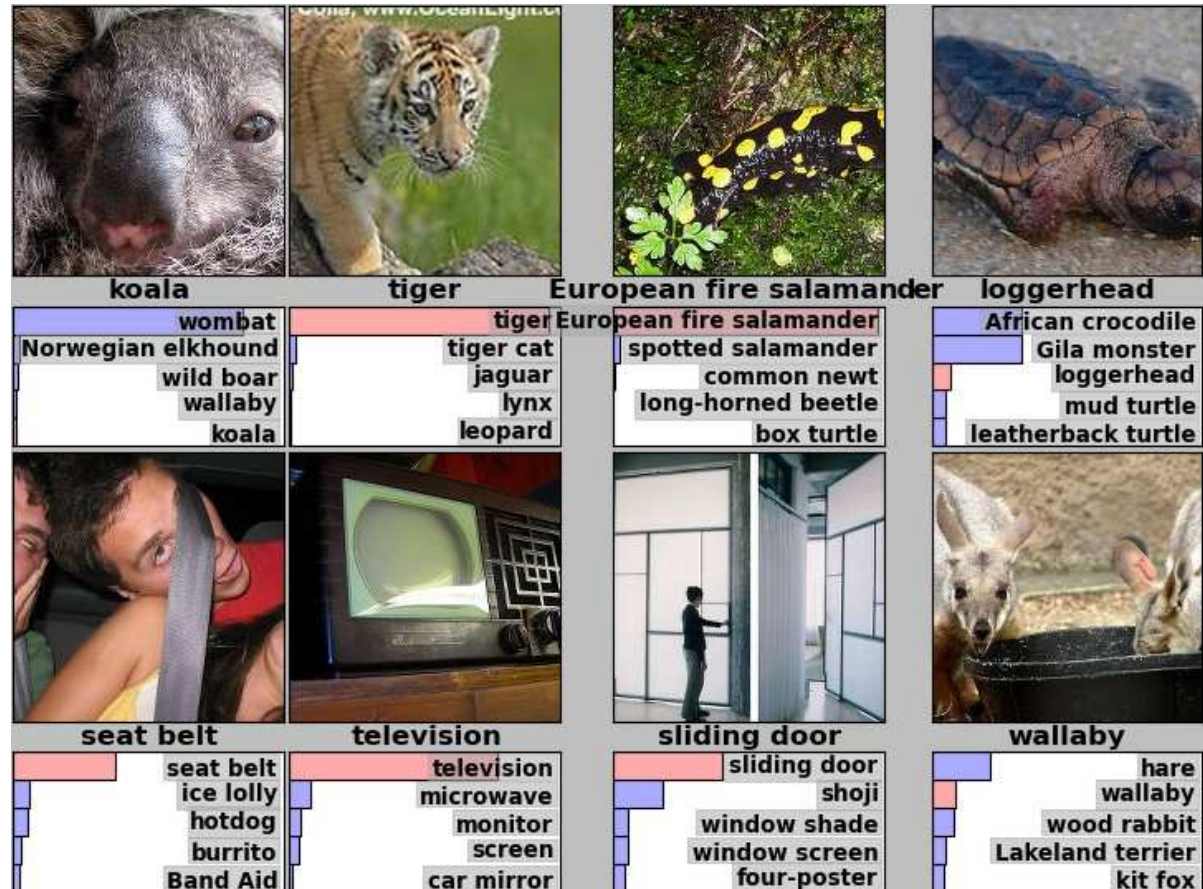 Colla, www.OceanLight.co
koala
wombat
Norwegian elkhound
wild boar
wallaby
koala
tiger
tiger
tiger cat
jaguar
lynx
leopard
European fire salamander
European fire salamander
spotted salamander
common newt
long-horned beetle
box turtle
loggerhead
African crocodile
Gila monster
loggerhead
mud turtle
leatherback turtle
seat belt
seat belt
ice lolly
hotdog
burrito
Band Aid
television
television
microwave
monitor
screen
car mirror
sliding door
sliding door
shoji
window shade
window screen
four-poster
wallaby
hare
wallaby
wood rabbit
Lakeland terrier
kit fox